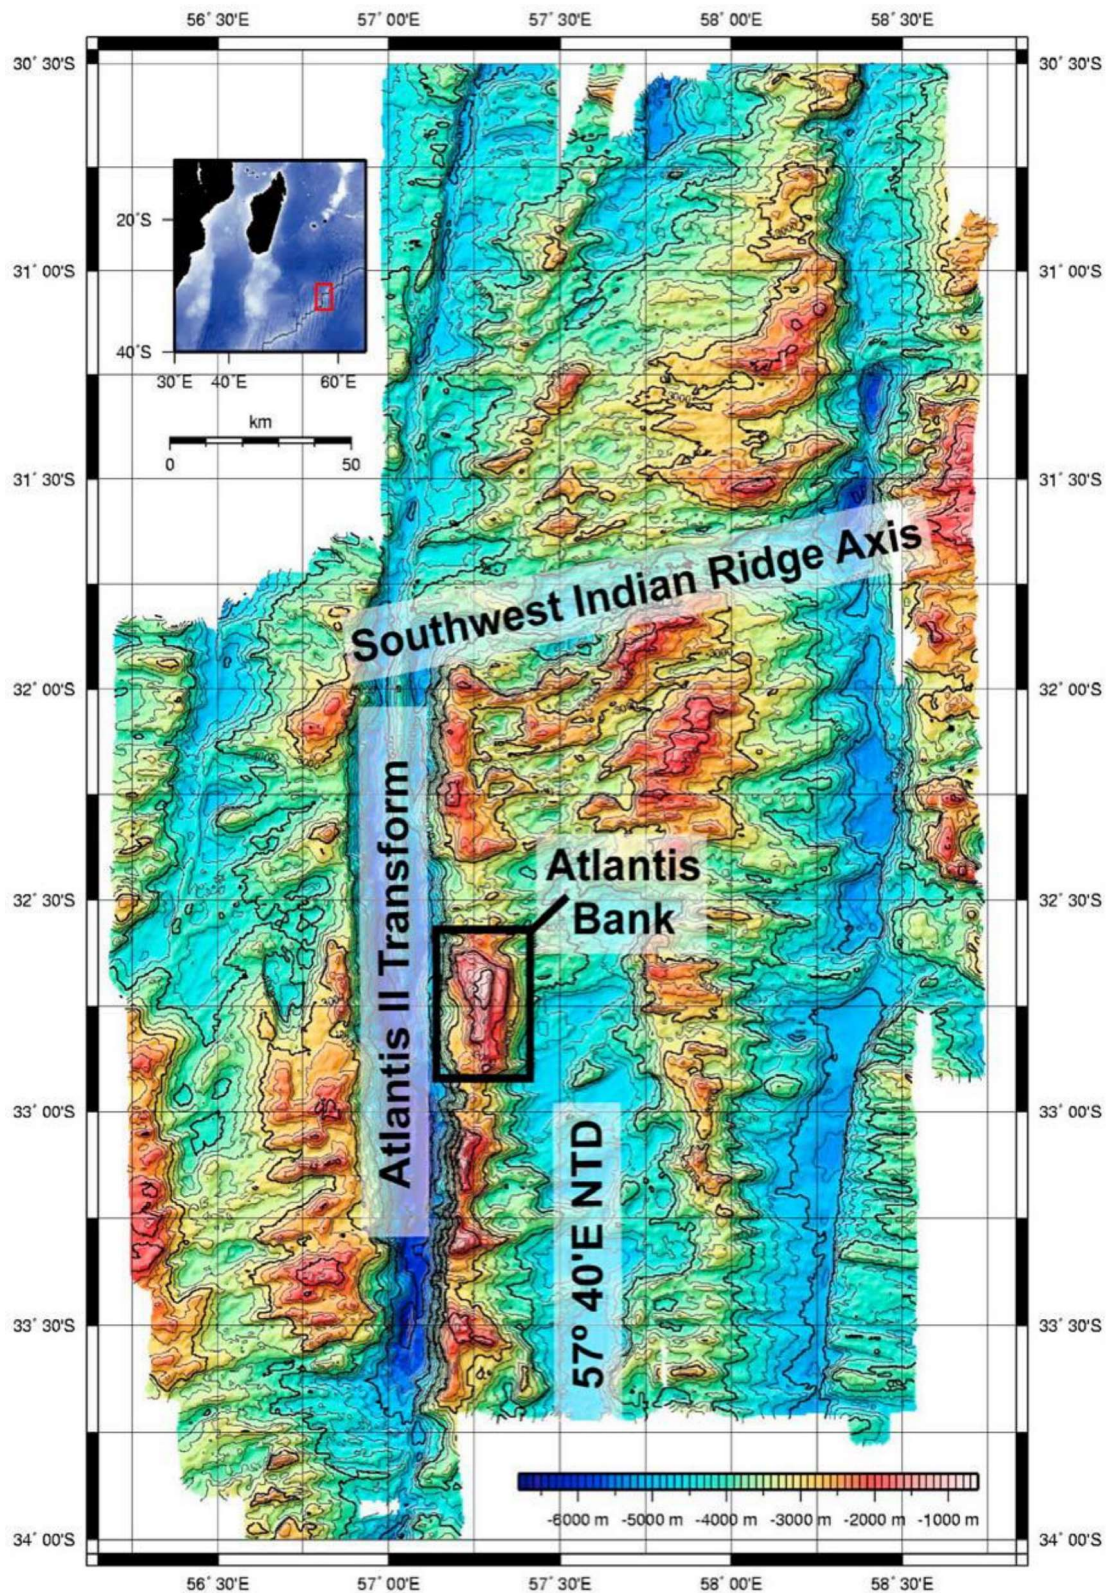 56° 30'E 57° 00'E 57° 30'E 58° 00'E 58° 30'E
30° 30'S 30° 30'S
20°S
31° 00'S 31° 00'S
40°S
30°E 40°E 60°E
km
0 50
31° 30'S 31° 30'S
Southwest Indian Ridge Axis
32° 00'S 32° 00'S
Atlantis II Transform
Atlantis
Bank
32° 30'S 32° 30'S
33° 00'S 33° 00'S
57º 40'E NTD
33° 30'S 33° 30'S
-6000 m -5000 m -4000 m -3000 m -2000 m -1000 m
34° 00'S 34° 00'S
56° 30'E 57° 00'E 57° 30'E 58° 00'E 58° 30'E